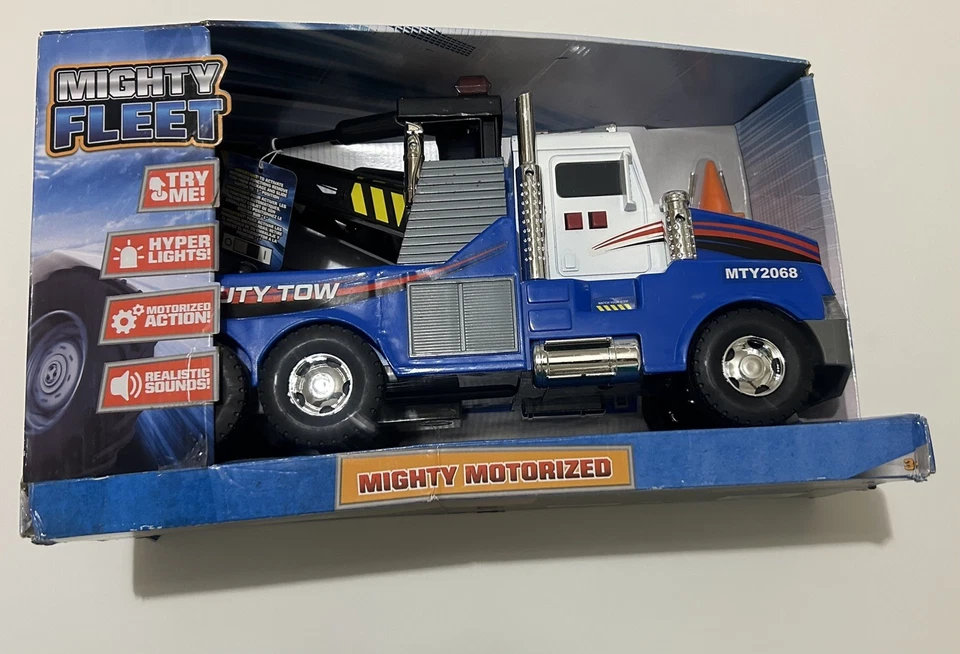 MIGHTY
FLEET
TRY
ME!
HYPER
LIGHTS!
MOTORIZED
ACTION!
REALISTIC
SOUNDS!
UTY TOW
MTY2068
MIGHTY MOTORIZED